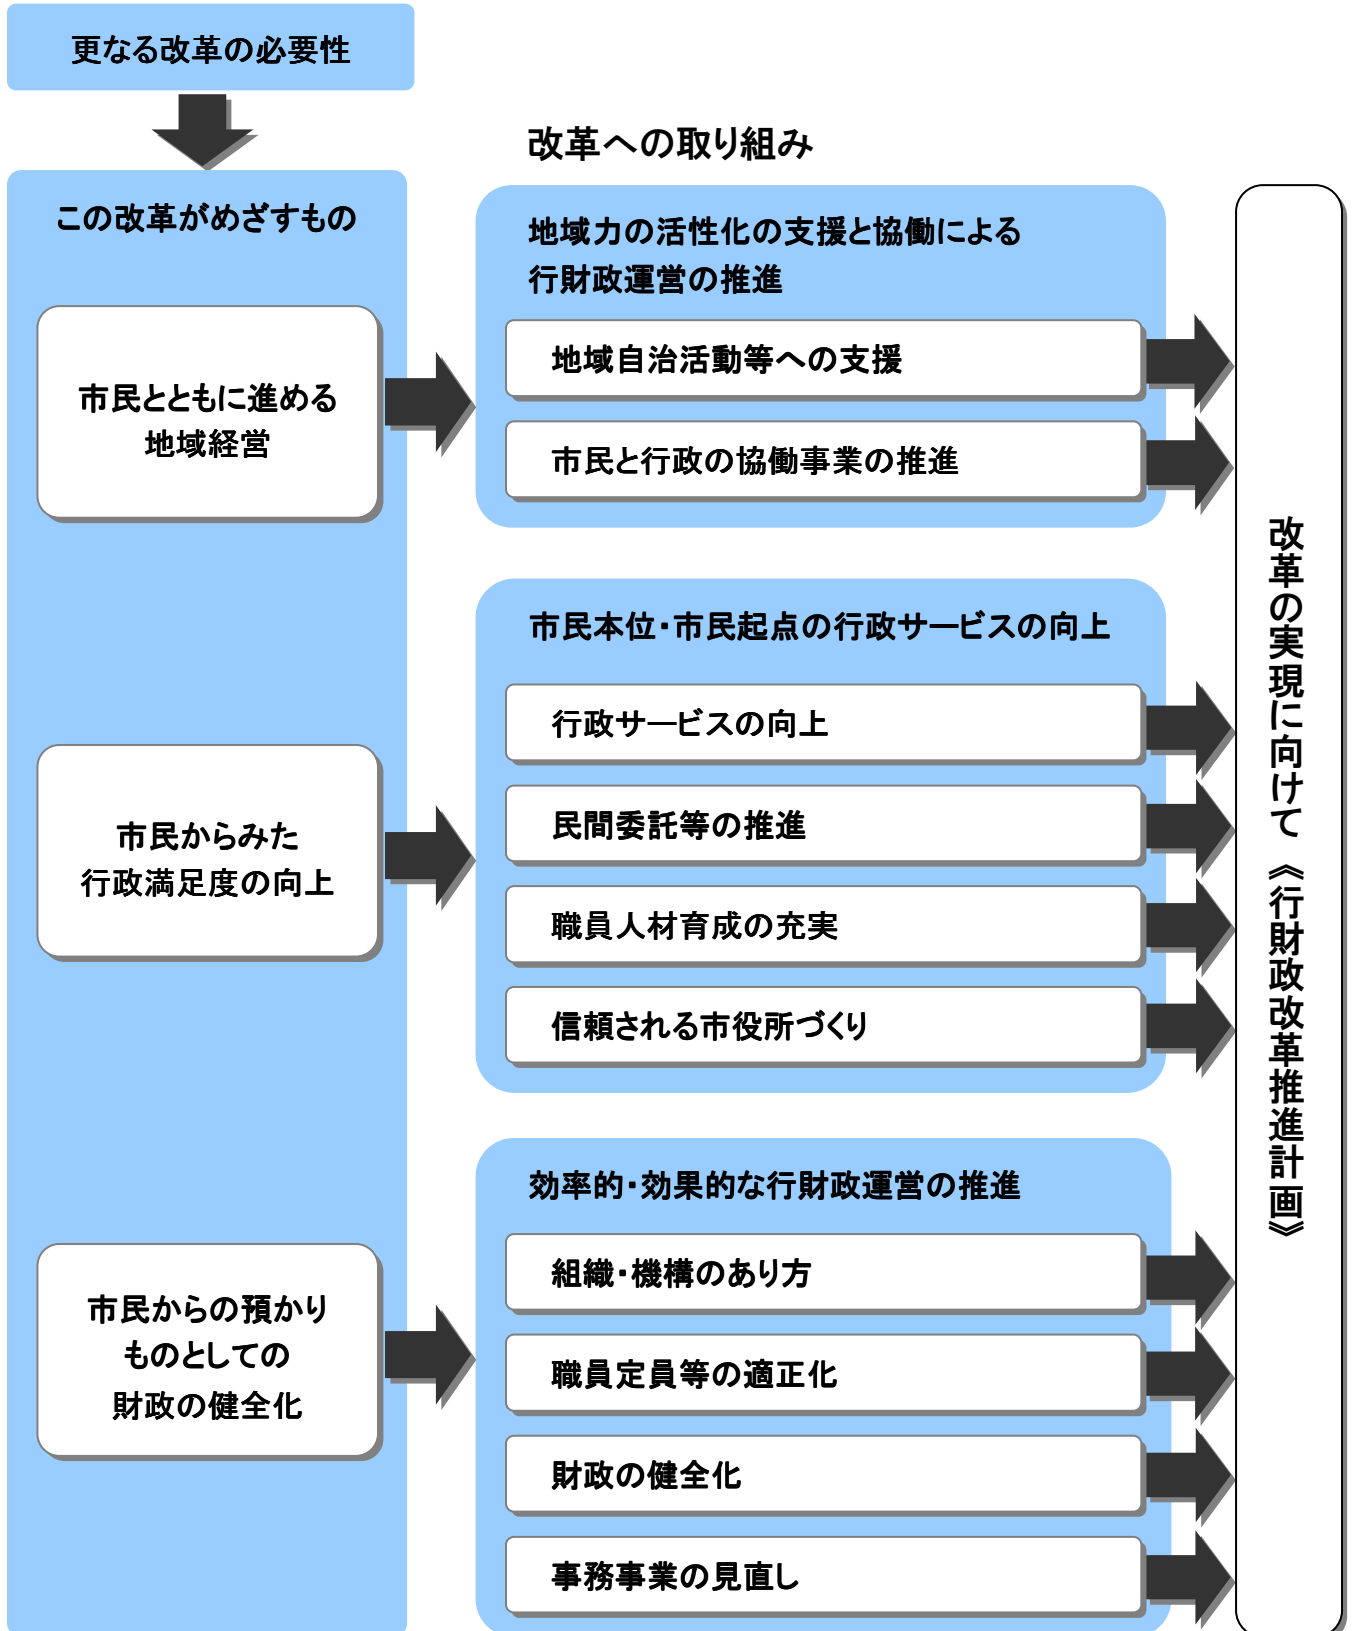 更なる改革の必要性
この改革がめざすもの
市民とともに進める
地域経営
市民からみた
行政満足度の向上
市民からの預かり
ものとしての
財政の健全化
改革への取り組み
地域力の活性化の支援と協働による
行財政運営の推進
地域自治活動等への支援
市民と行政の協働事業の推進
市民本位・市民起点の行政サービスの向上
行政サービスの向上
民間委託等の推進
職員人材育成の充実
信頼される市役所づくり
効率的・効果的な行財政運営の推進
組織・機構のあり方
職員定員等の適正化
財政の健全化
事務事業の見直し
改革の実現に向けて《行財政改革推進計画》